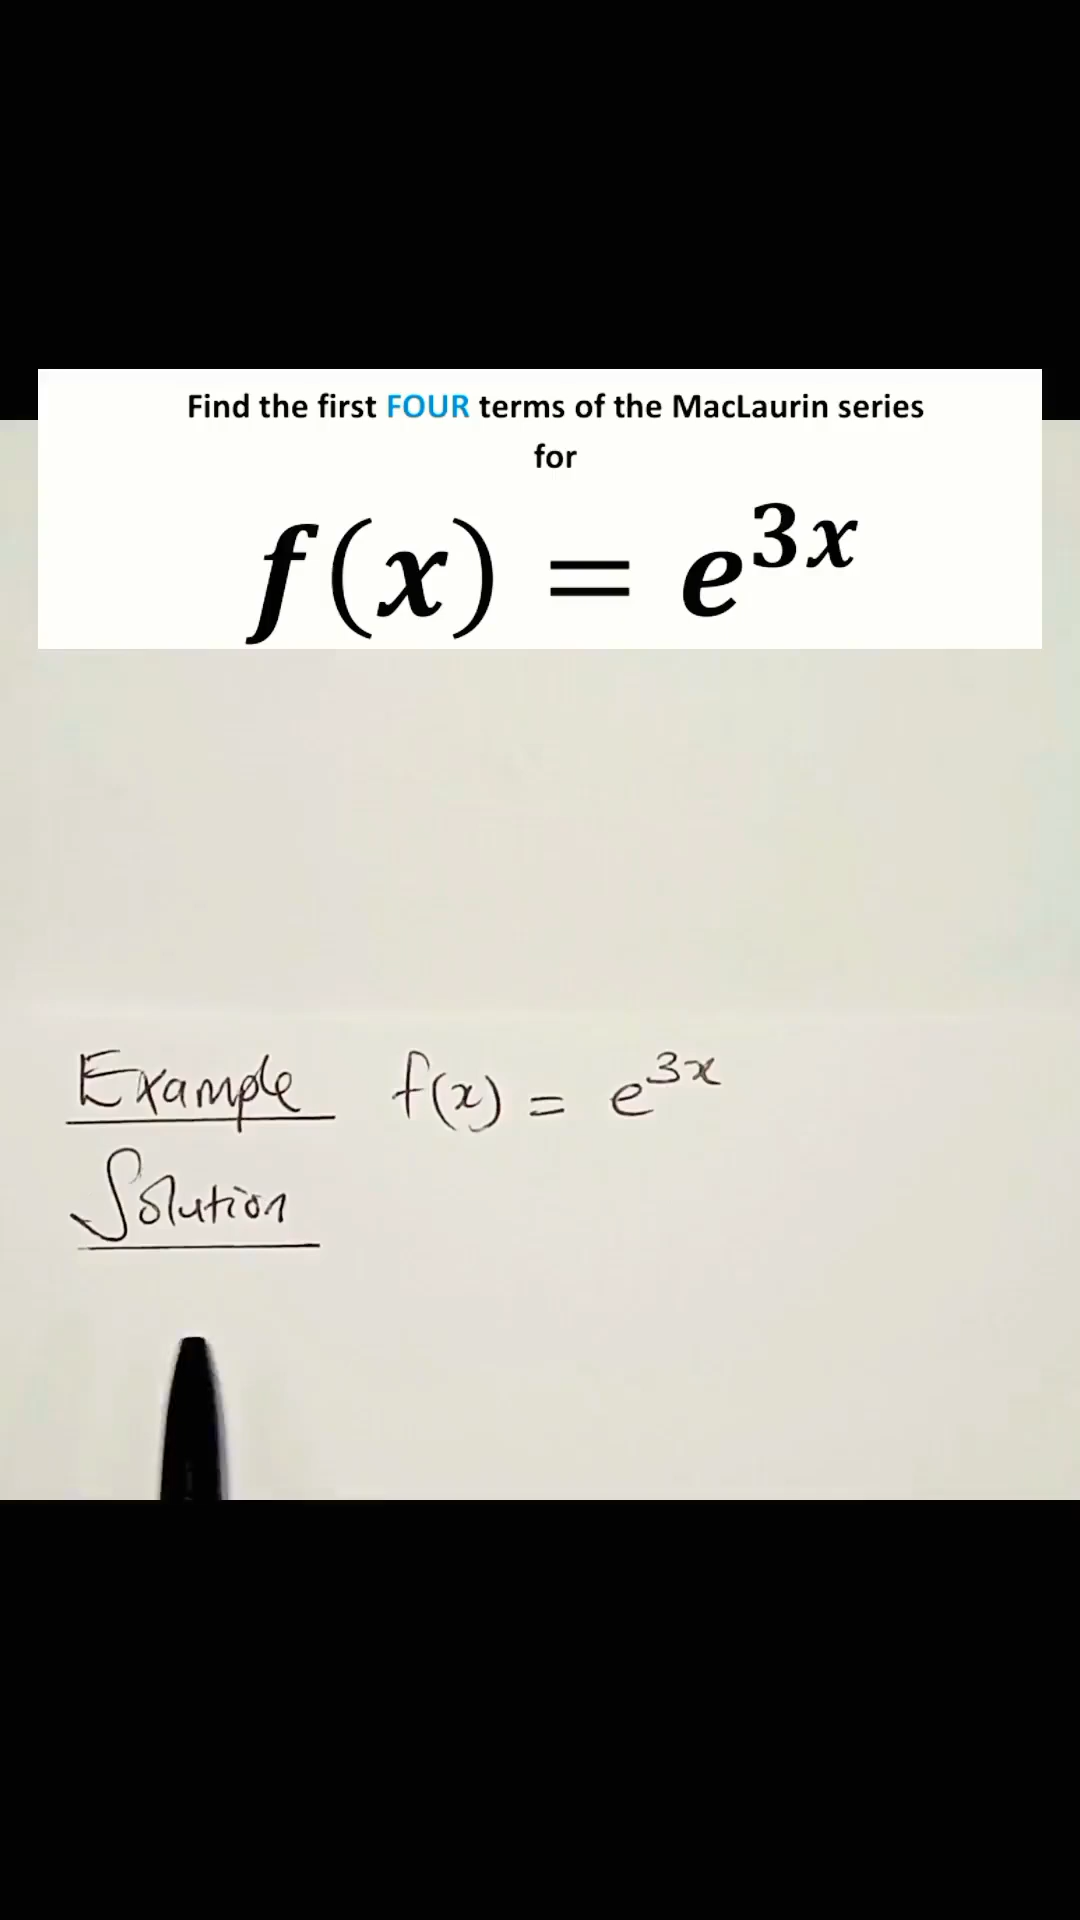 Find the first FOUR terms of the MacLaurin series
for
f(x) = e^{3x}
Example f(x) = e^{3x}
Solution